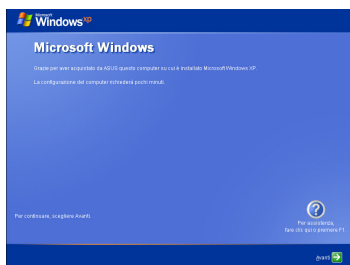 Microsoft
Windows xp
Microsoft Windows
Grazie per aver acquistato da ASUS questo computer su cui è installato Microsoft Windows XP
La configurazione del computer richiederà pochi minuti.
Per continuare, scegliere Avanti.
Per assistenza,
fare clic qui o premere F1
Avanti